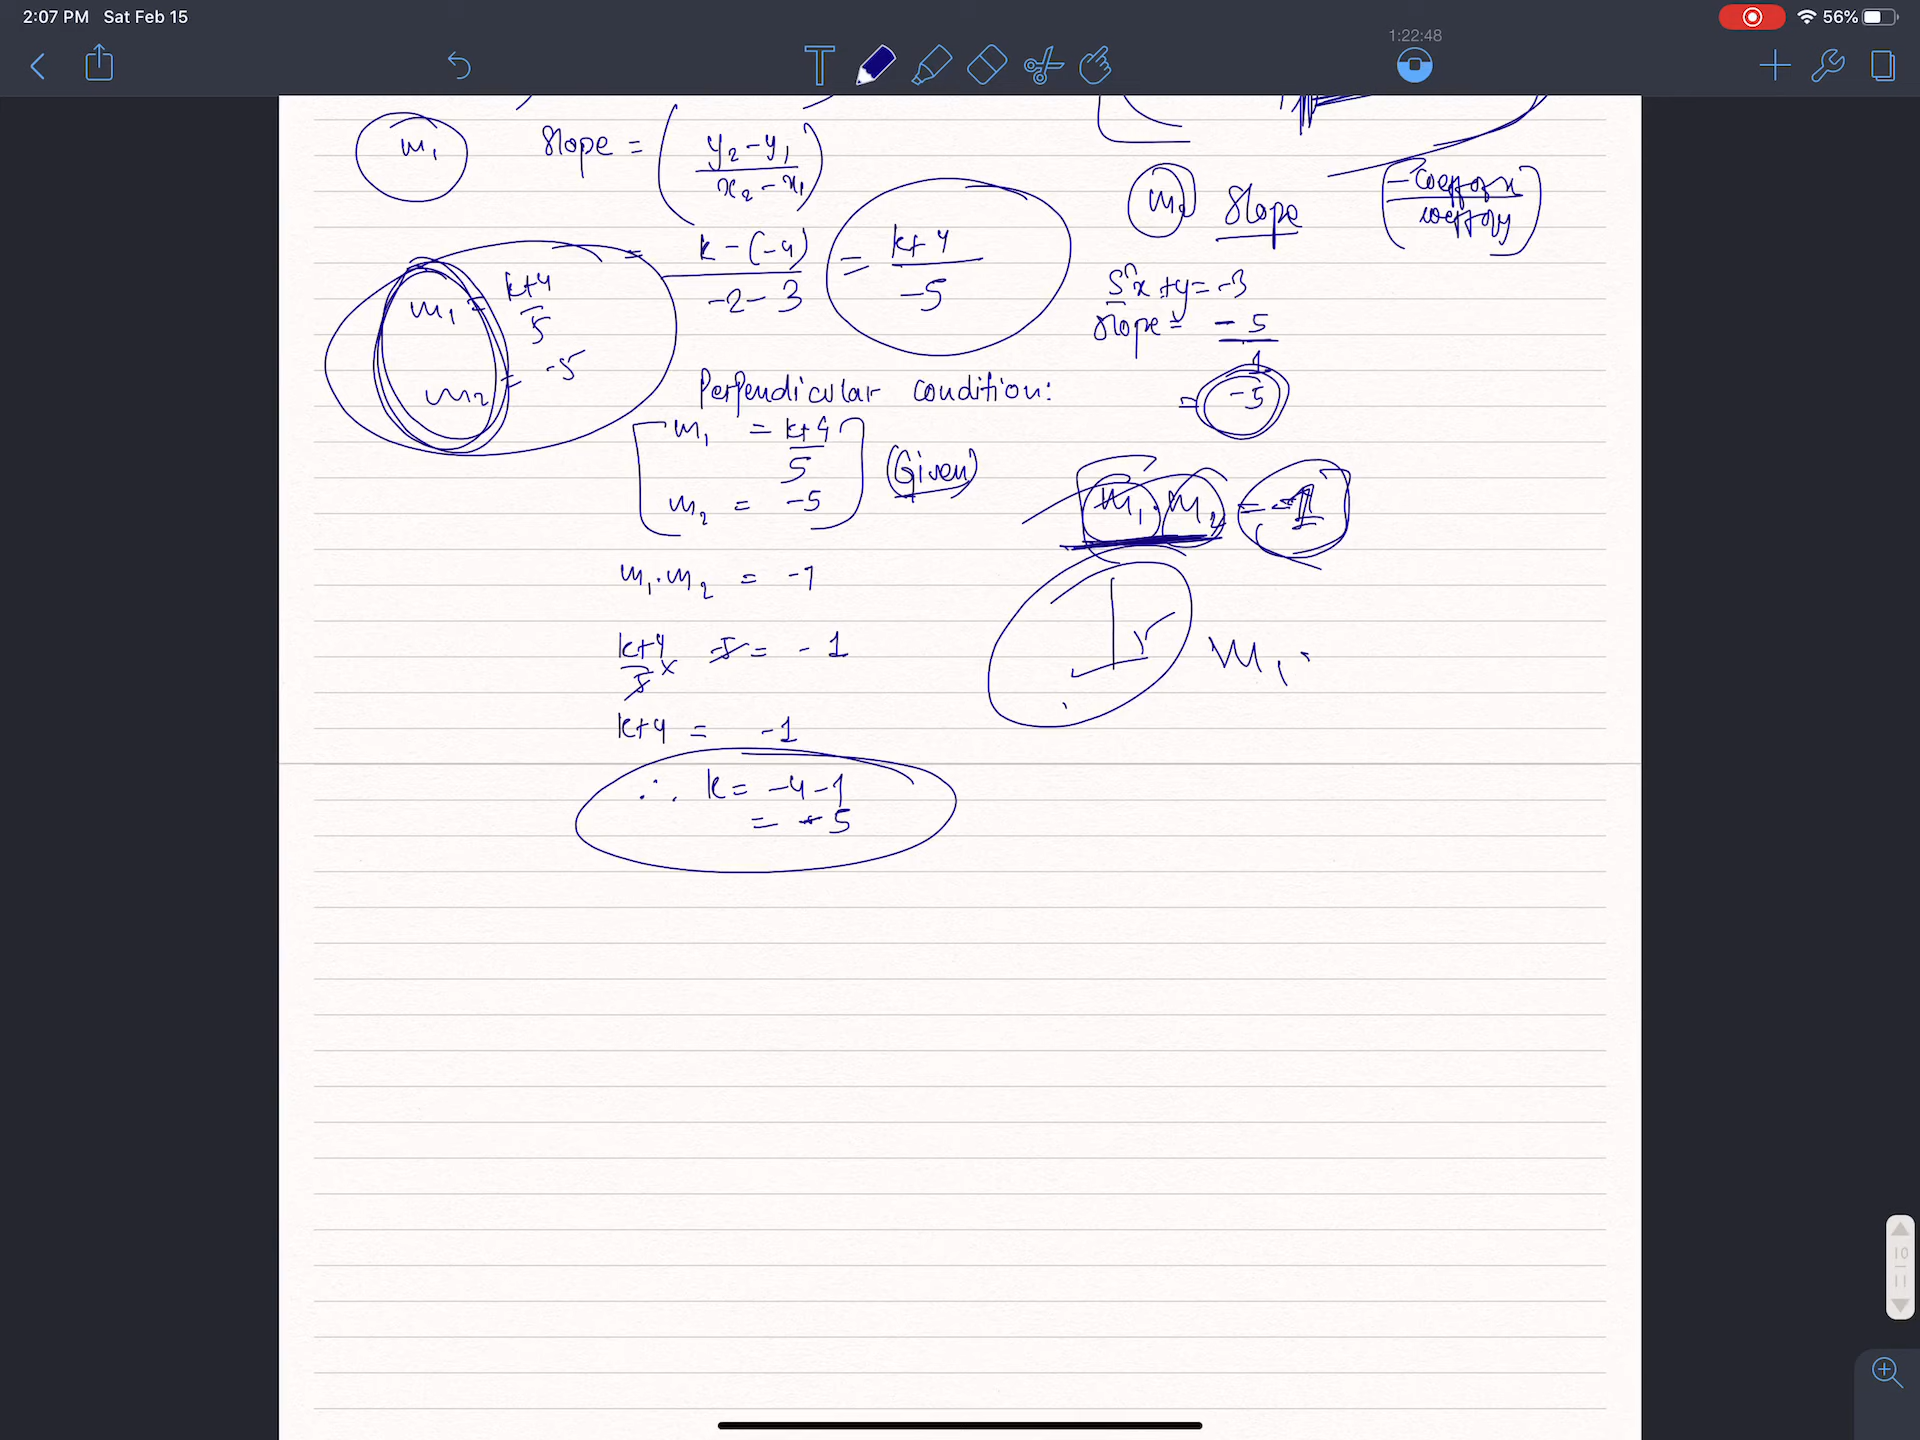 2:07 PM Sat Feb 15
56%
1:22:48
m₁ slope = (y₂-y₁ / x₂-x₁)
m₂ slope (-coeff of x / coeff of y)
= k-(-4) / -2-3 = k+4 / -5
m₁ = k+4 / 5
m₂ = -5
5x+y=-3
slope = -5 / 1
= -5
Perpendicular condition:
m₁ = k+4 / 5
m₂ = -5
(Given)
m₁.m₂ = -1
m₁.m₂ = -1
k+4 / 5 x -5 = -1
m₁.
k+4 = -1
∴ k = -4-1
= -5
10
11